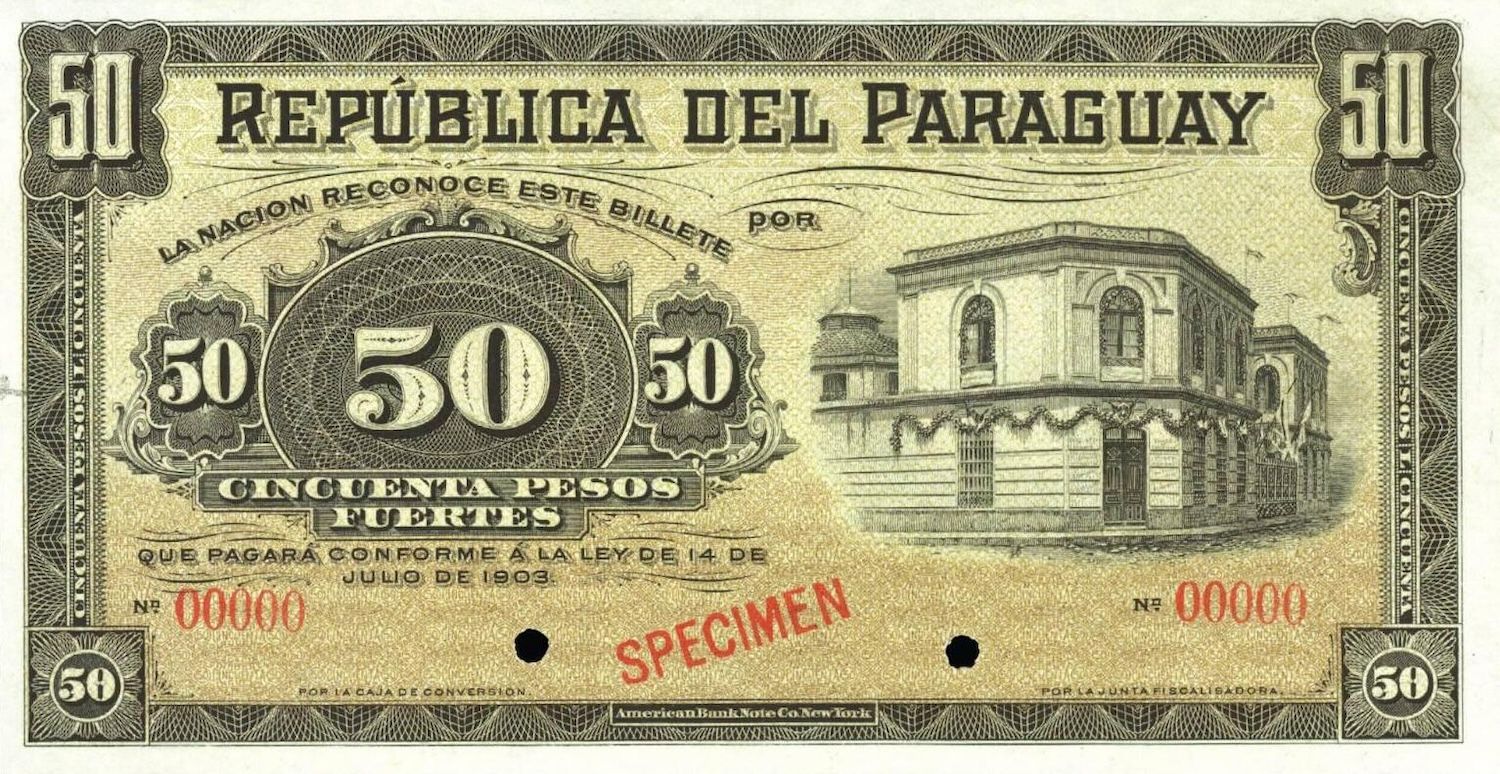 50 50
REPÚBLICA DEL PARAGUAY
LA NACION RECONOCE ESTE BILLETE POR
50 50 50
CINCUENTA PESOS
FUERTES
QUE PAGARÁ CONFORME Á LA LEY DE 14 DE
JULIO DE 1903.
Nº 00000 Nº 00000
SPECIMEN
POR LA CAJA DE CONVERSION. POR LA JUNTA FISCALISADORA.
50 50
American Bank Note Co. New York
CINCUENTA PESOS CINCUENTA
CINCUENTA PESOS CINCUENTA